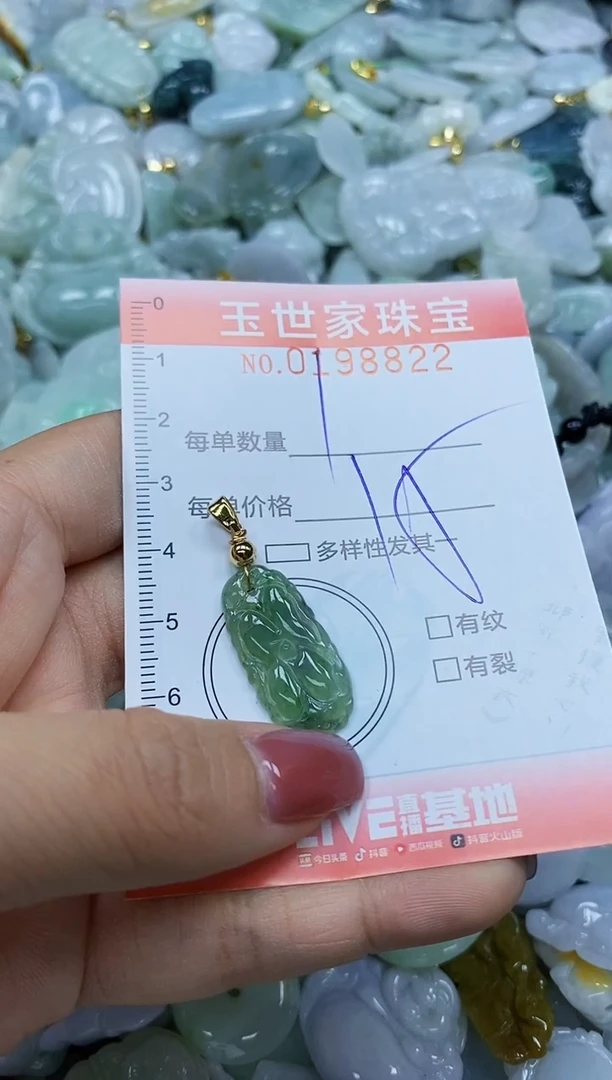 0
玉世家珠宝
1
NO.0198822
2
每单数量
3
每单价格
4
多样性发其一
5
有纹
有裂
6
LIVE直播基地
今日头条 抖音 西瓜视频 抖音火山版